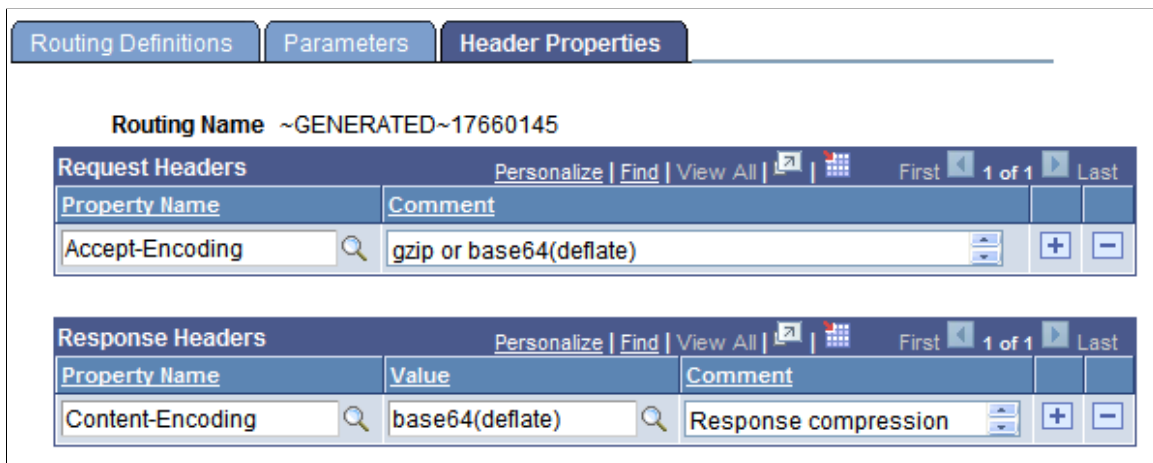 Routing Definitions Parameters Header Properties
Routing Name ~GENERATED~17660145
Request Headers Personalize | Find | View All | | First 1 of 1 Last
Property Name Comment
Accept-Encoding gzip or base64(deflate)
Response Headers Personalize | Find | View All | | First 1 of 1 Last
Property Name Value Comment
Content-Encoding base64(deflate) Response compression